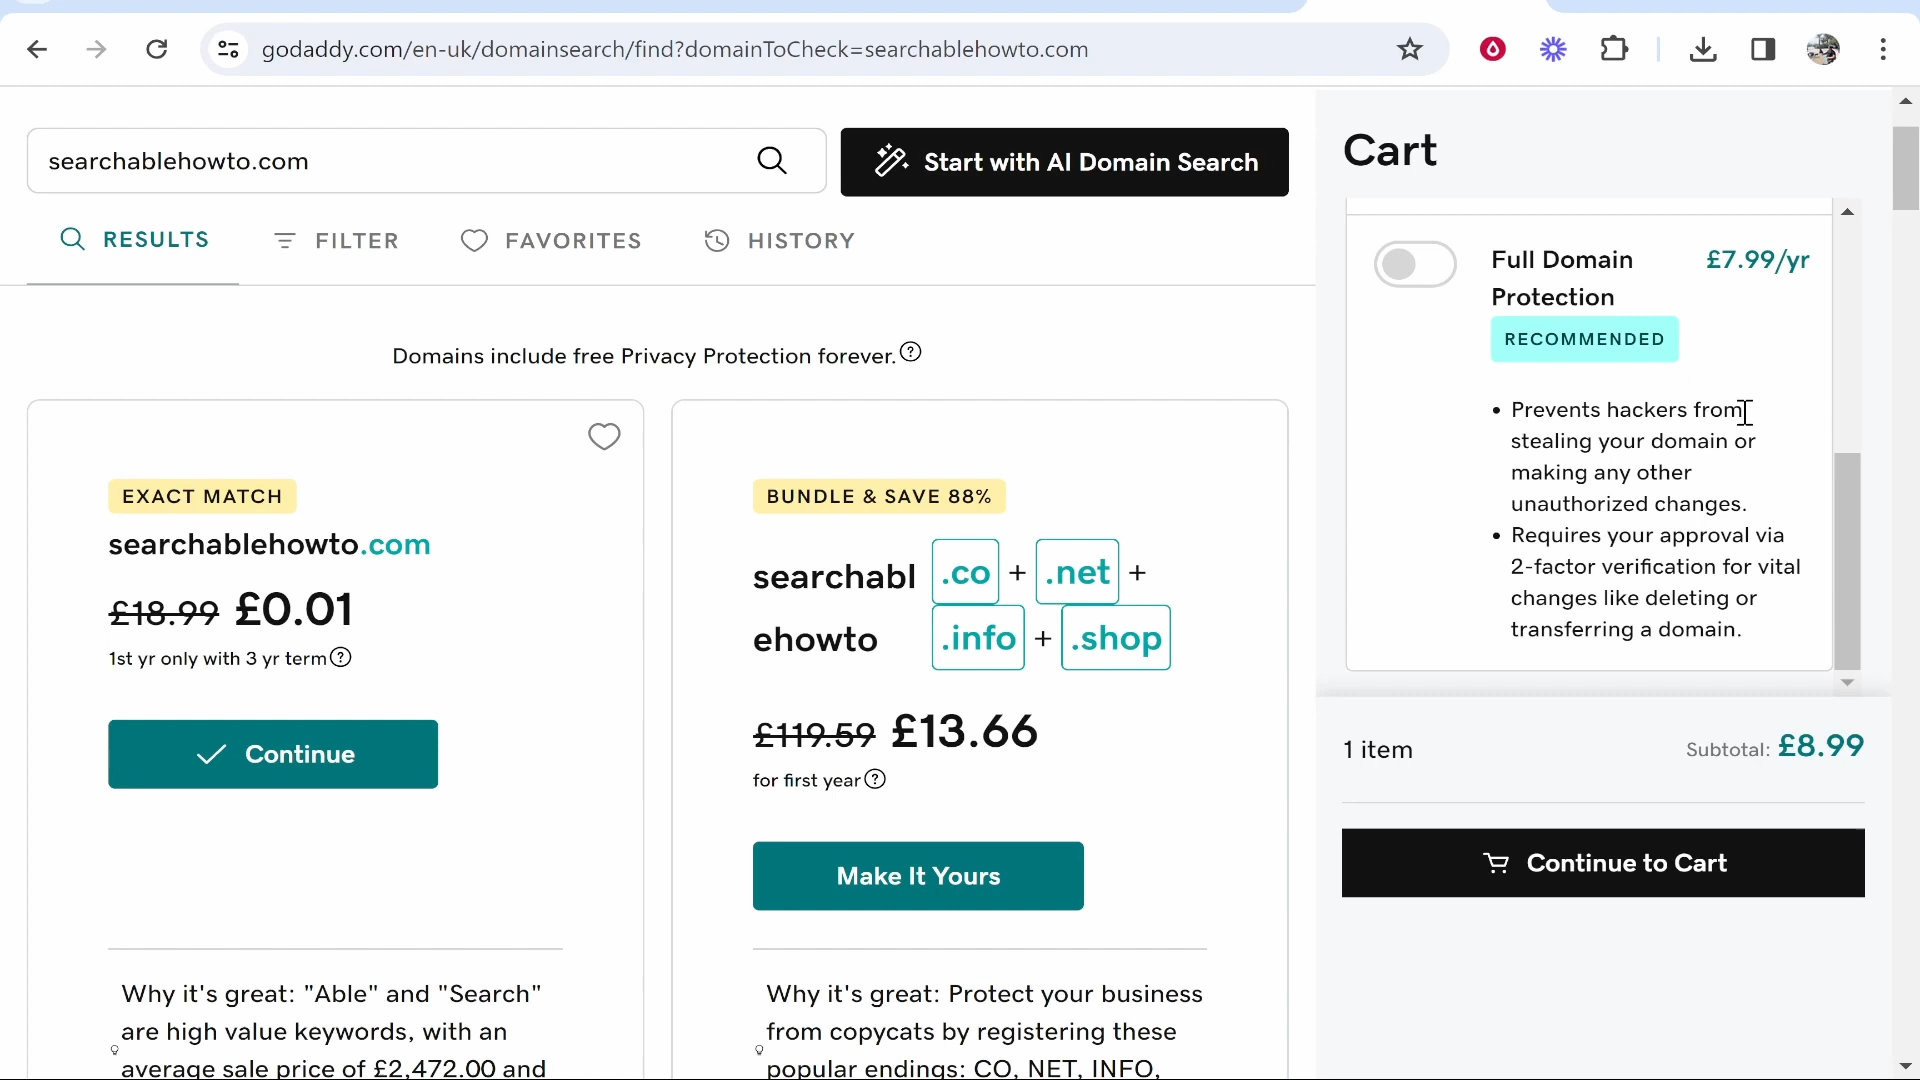 godaddy.com/en-uk/domainsearch/find?domainToCheck=searchablehowto.com
searchablehowto.com
Start with AI Domain Search
RESULTS
FILTER
FAVORITES
HISTORY
Domains include free Privacy Protection forever.
EXACT MATCH
searchablehowto.com
£18.99 £0.01
1st yr only with 3 yr term
Continue
Why it's great: "Able" and "Search"
are high value keywords, with an
average sale price of £2,472.00 and
BUNDLE & SAVE 88%
searchabl
ehowto
.co + .net +
.info + .shop
£119.59 £13.66
for first year
Make It Yours
Why it's great: Protect your business
from copycats by registering these
popular endings: CO, NET, INFO,
Cart
Full Domain
Protection
£7.99/yr
RECOMMENDED
• Prevents hackers from
stealing your domain or
making any other
unauthorized changes.
• Requires your approval via
2-factor verification for vital
changes like deleting or
transferring a domain.
1 item
Subtotal: £8.99
Continue to Cart